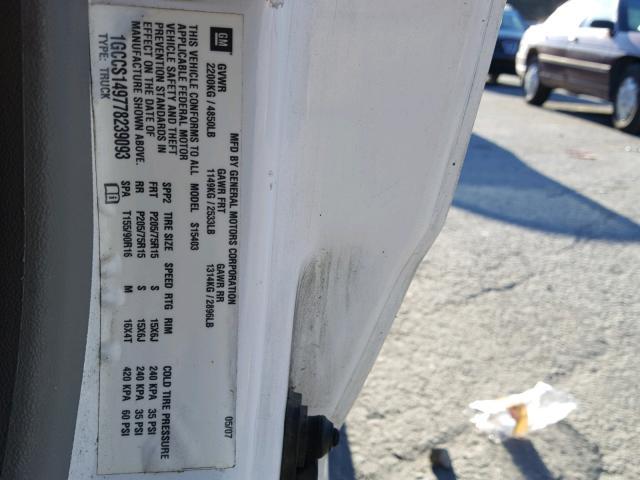 GM
MFD BY GENERAL MOTORS CORPORATION
05/07
GVWR GAWR FRT GAWR RR
2200KG / 4850LB 1149KG / 2533LB 1314KG / 2896LB
THIS VEHICLE CONFORMS TO ALL
APPLICABLE FEDERAL MOTOR
VEHICLE SAFETY AND THEFT
PREVENTION STANDARDS IN
EFFECT ON THE DATE OF
MANUFACTURE SHOWN ABOVE.
1GCCS149778239093
TYPE: TRUCK
MODEL S15403
SPP2 TIRE SIZE SPEED RTG RIM COLD TIRE PRESSURE
FRT P205/75R15 S 15X6J 240 KPA 35 PSI
RR P205/75R15 S 15X6J 240 KPA 35 PSI
SPA T155/90R16 M 16X4T 420 KPA 60 PSI